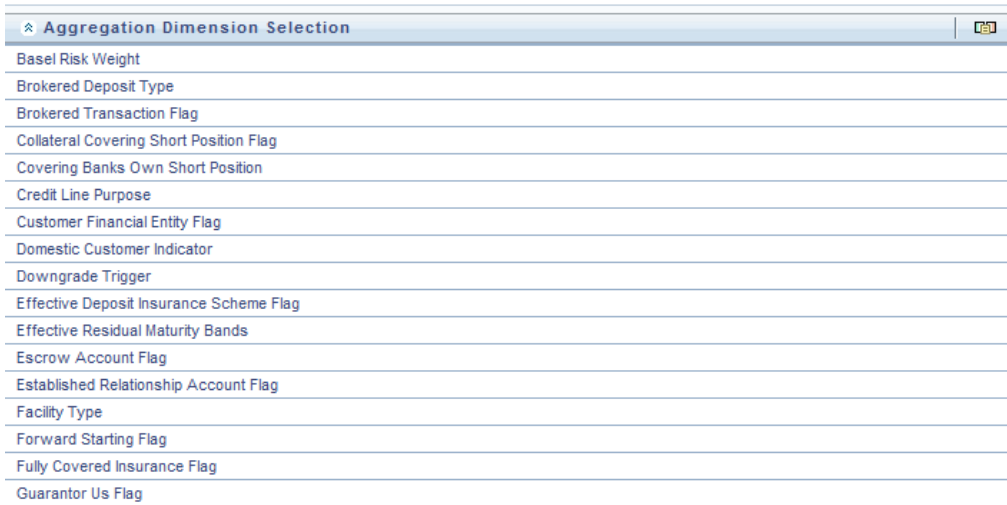 Aggregation Dimension Selection
Basel Risk Weight
Brokered Deposit Type
Brokered Transaction Flag
Collateral Covering Short Position Flag
Covering Banks Own Short Position
Credit Line Purpose
Customer Financial Entity Flag
Domestic Customer Indicator
Downgrade Trigger
Effective Deposit Insurance Scheme Flag
Effective Residual Maturity Bands
Escrow Account Flag
Established Relationship Account Flag
Facility Type
Forward Starting Flag
Fully Covered Insurance Flag
Guarantor Us Flag